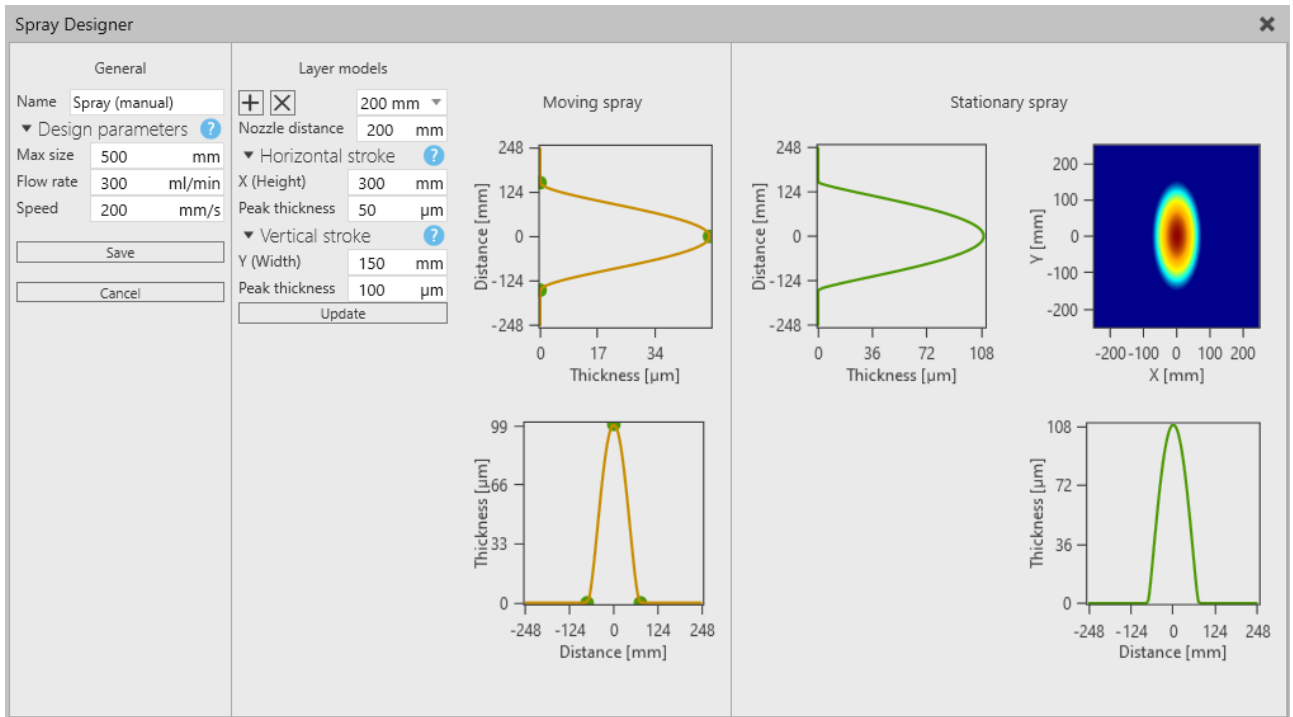 Spray Designer
General
Name Spray (manual)
Design parameters ?
Max size 500 mm
Flow rate 300 ml/min
Speed 200 mm/s
Save
Cancel
Layer models
200 mm
Nozzle distance 200 mm
Horizontal stroke ?
X (Height) 300 mm
Peak thickness 50 µm
Vertical stroke ?
Y (Width) 150 mm
Peak thickness 100 µm
Update
Moving spray
Distance [mm]
248
124
0
-124
-248
0 17 34
Thickness [µm]
Thickness [µm]
99
66
33
0
-248 -124 0 124 248
Distance [mm]
Stationary spray
Distance [mm]
248
124
0
-124
-248
0 36 72 108
Thickness [µm]
Y [mm]
200
100
0
-100
-200
-200 -100 0 100 200
X [mm]
Thickness [µm]
108
72
36
0
-248 -124 0 124 248
Distance [mm]